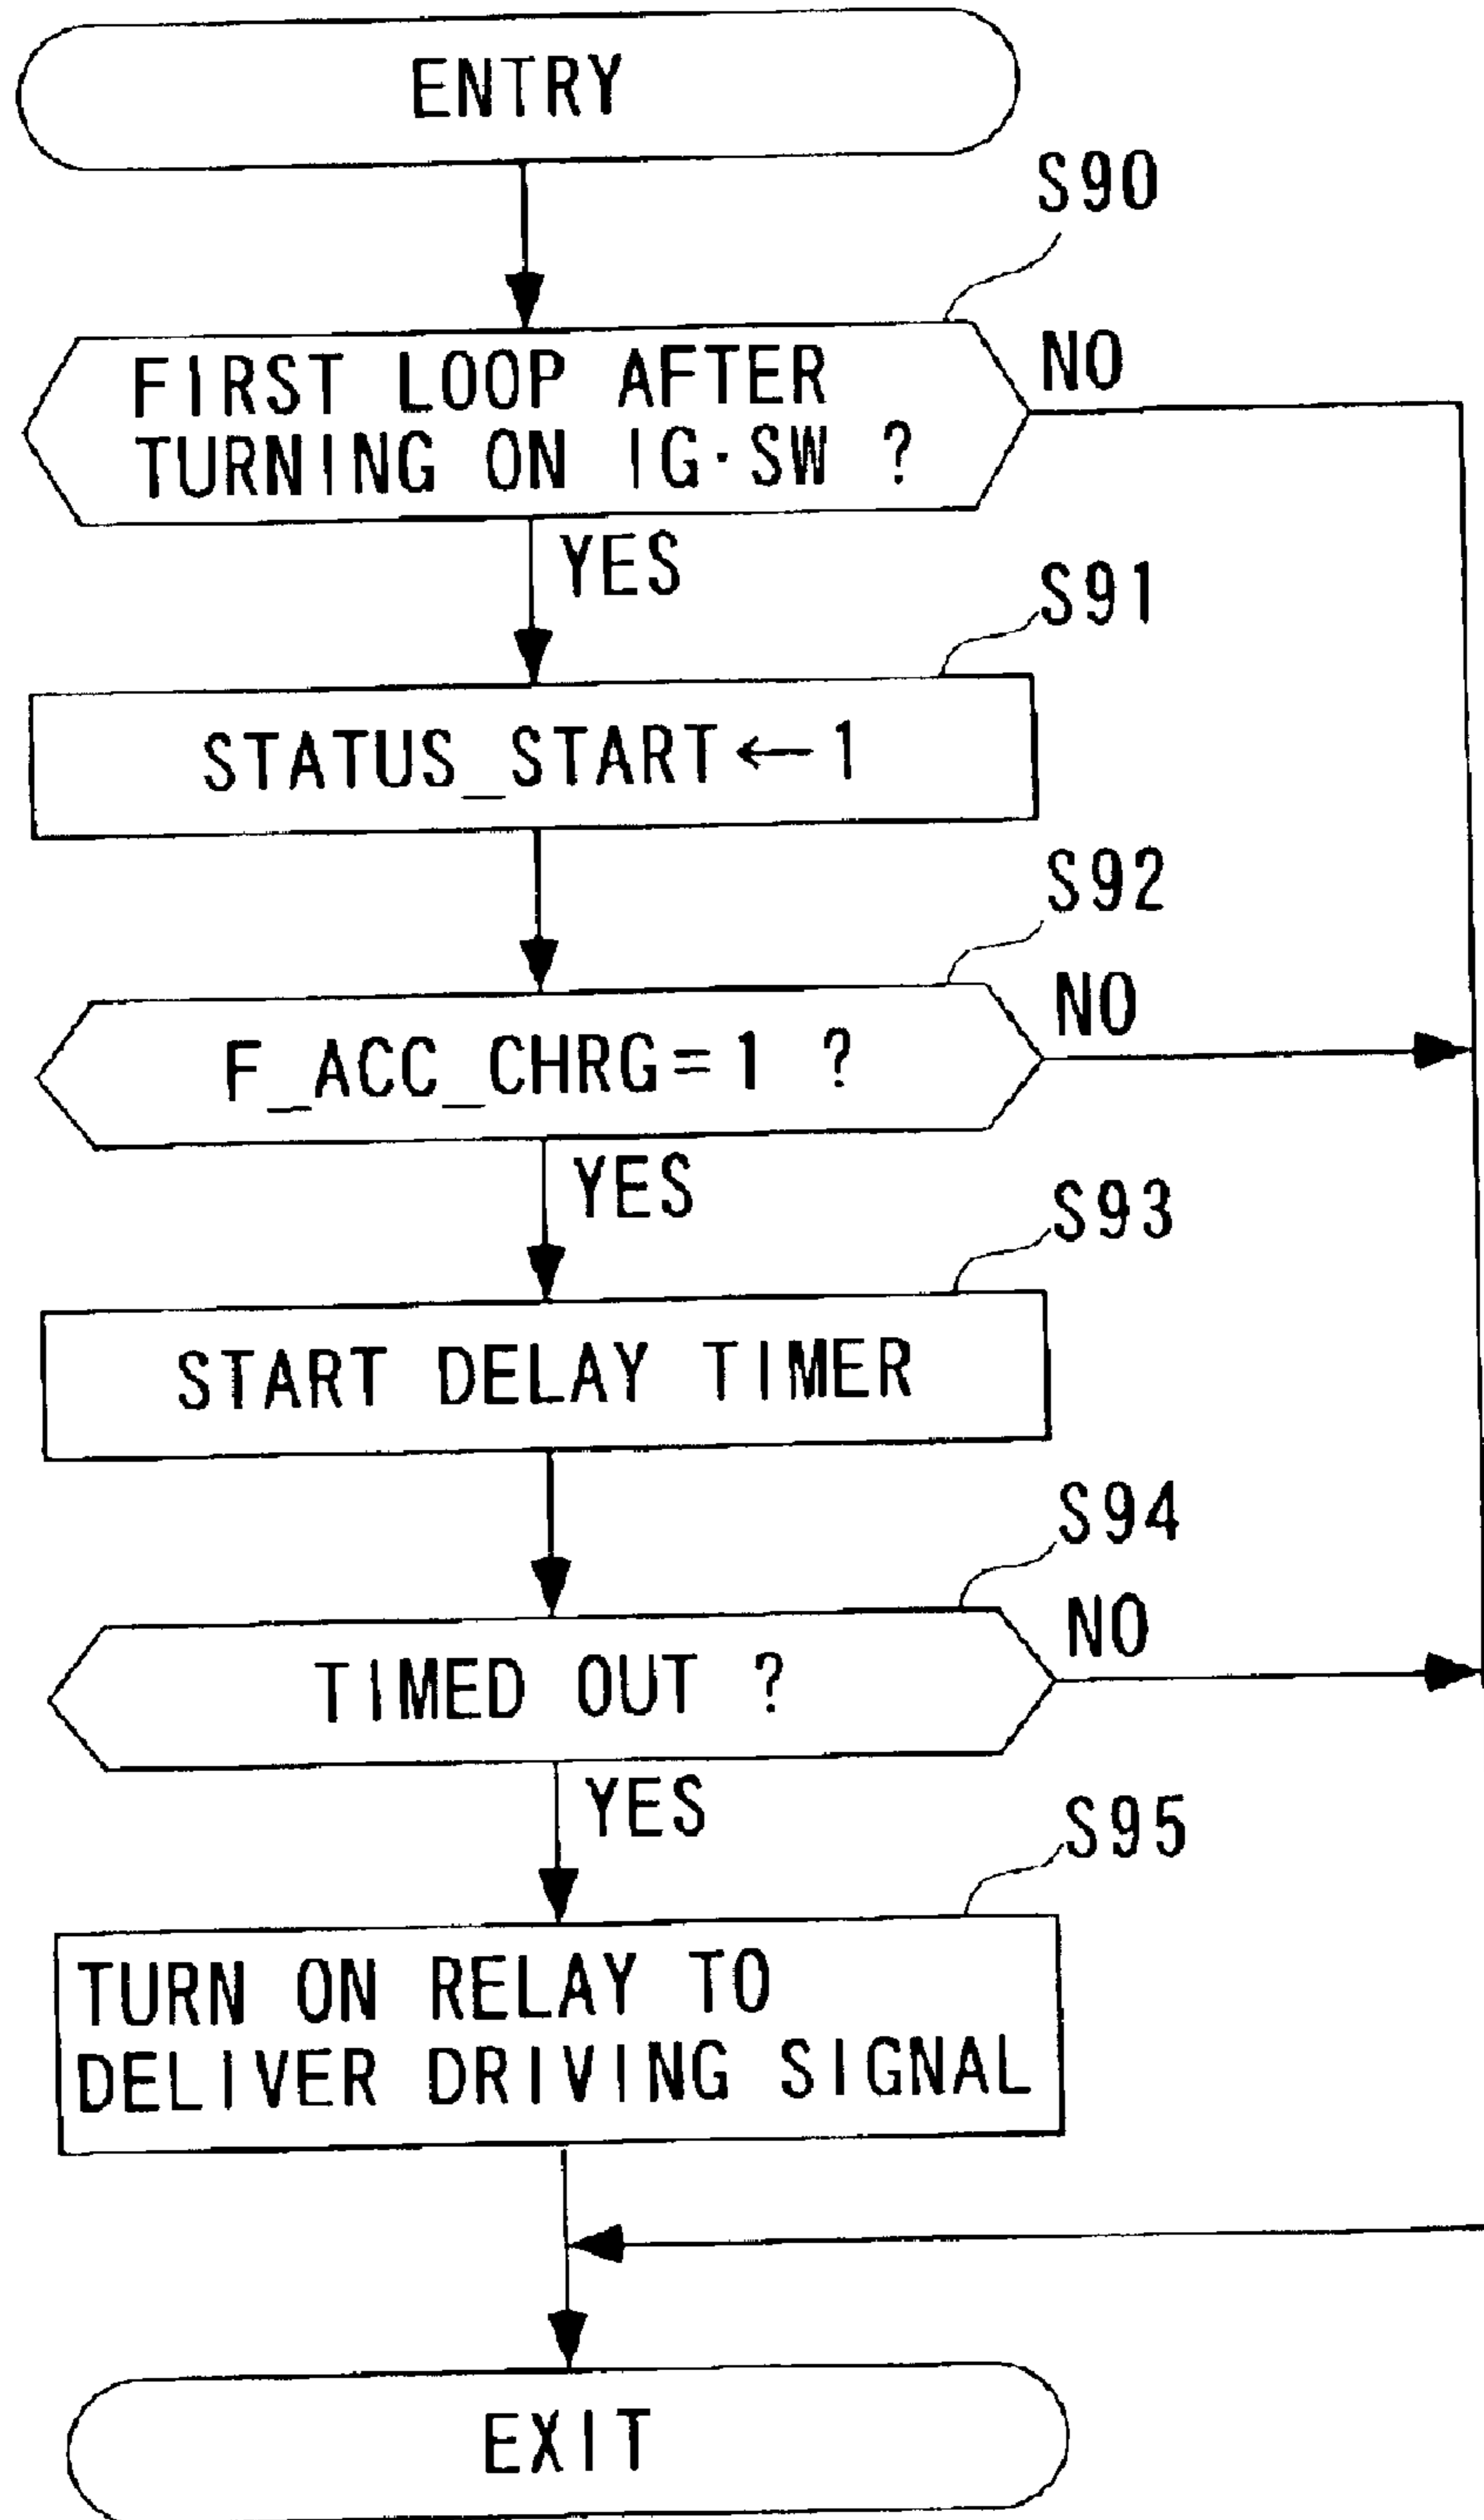 ENTRY
S90
FIRST LOOP AFTER
TURNING ON IG·SW ?
NO
YES
S91
STATUS_START←1
S92
F_ACC_CHRG=1 ?
NO
YES
S93
START DELAY TIMER
S94
TIMED OUT ?
NO
YES
S95
TURN ON RELAY TO
DELIVER DRIVING SIGNAL
EXIT